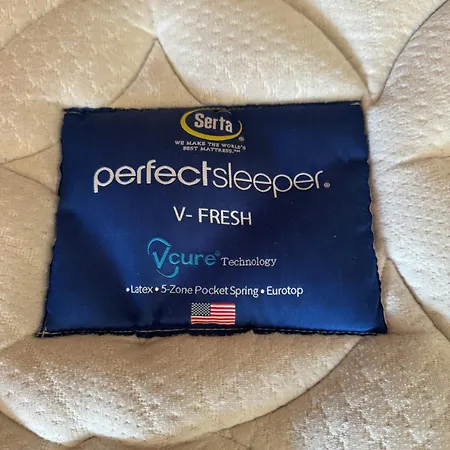 Serta®
WE MAKE THE WORLD'S
BEST MATTRESS.™
perfectsleeper®
V- FRESH
Vcure® Technology
•Latex • 5-Zone Pocket Spring • Eurotop